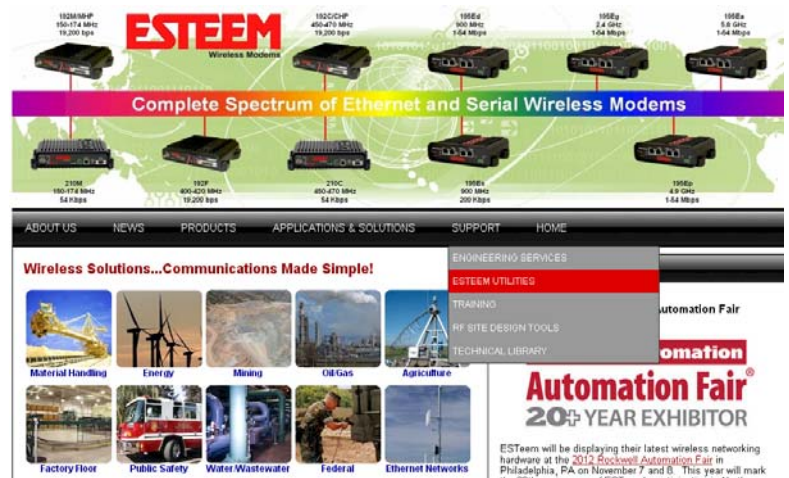 192M/MHP
150-174 MHz
19,200 bps
ESTEEM
Wireless Modems
192C/CHP
450-470 MHz
19,200 bps
195Ed
900 MHz
1-54 Mbps
195Eg
2.4 GHz
1-54 Mbps
195Ea
5.8 GHz
1-54 Mbps
Complete Spectrum of Ethernet and Serial Wireless Modems
210M
150-174 MHz
54 Kbps
192F
400-420 MHz
19,200 bps
210C
450-470 MHz
54 Kbps
195Es
900 MHz
200 Kbps
195Ep
4.9 GHz
1-54 Mbps
ABOUT US NEWS PRODUCTS APPLICATIONS & SOLUTIONS SUPPORT HOME
ENGINEERING SERVICES
ESTEEM UTILITIES
TRAINING
RF SITE DESIGN TOOLS
TECHNICAL LIBRARY
Wireless Solutions...Communications Made Simple!
Material Handling Energy Mining Oil/Gas Agriculture
Factory Floor Public Safety Water/Wastewater Federal Ethernet Networks
Automation Fair
omation
Automation Fair®
20+ YEAR EXHIBITOR
ESTeem will be displaying their latest wireless networking
hardware at the 2012 Rockwell Automation Fair in
Philadelphia, PA on November 7 and 8. This year will mark